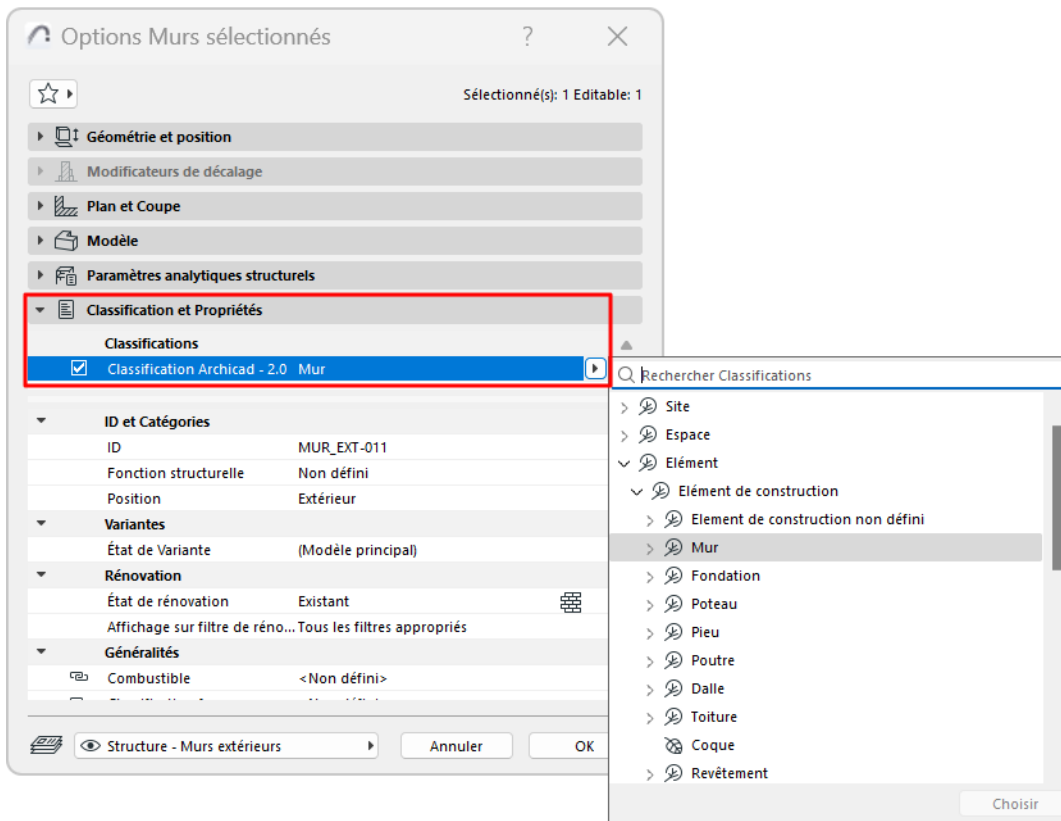 Options Murs sélectionnés ?
Sélectionné(s): 1 Editable: 1
Géométrie et position
Modificateurs de décalage
Plan et Coupe
Modèle
Paramètres analytiques structurels
Classification et Propriétés
Classifications
Classification Archicad - 2.0 Mur
ID et Catégories
ID MUR_EXT-011
Fonction structurelle Non défini
Position Extérieur
Variantes
État de Variante (Modèle principal)
Rénovation
État de rénovation Existant
Affichage sur filtre de réno... Tous les filtres appropriés
Généralités
Combustible <Non défini>
Structure - Murs extérieurs
Annuler
OK
Rechercher Classifications
Site
Espace
Elément
Elément de construction
Element de construction non défini
Mur
Fondation
Poteau
Pieu
Poutre
Dalle
Toiture
Coque
Revêtement
Choisir